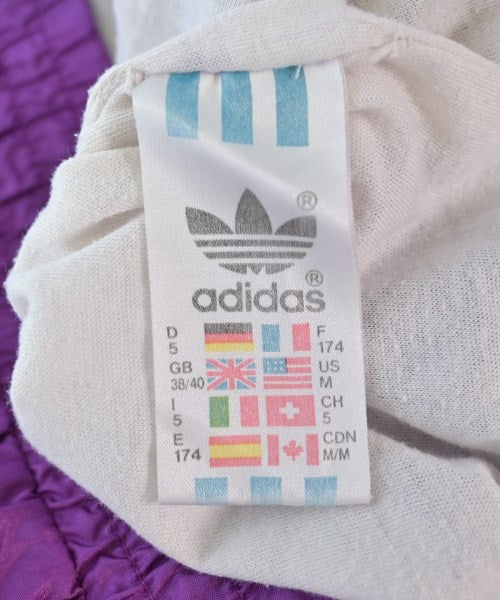 ®
adidas®
D F
5 174
GB US
38/40 M
I CH
5 5
E CDN
174 M/M